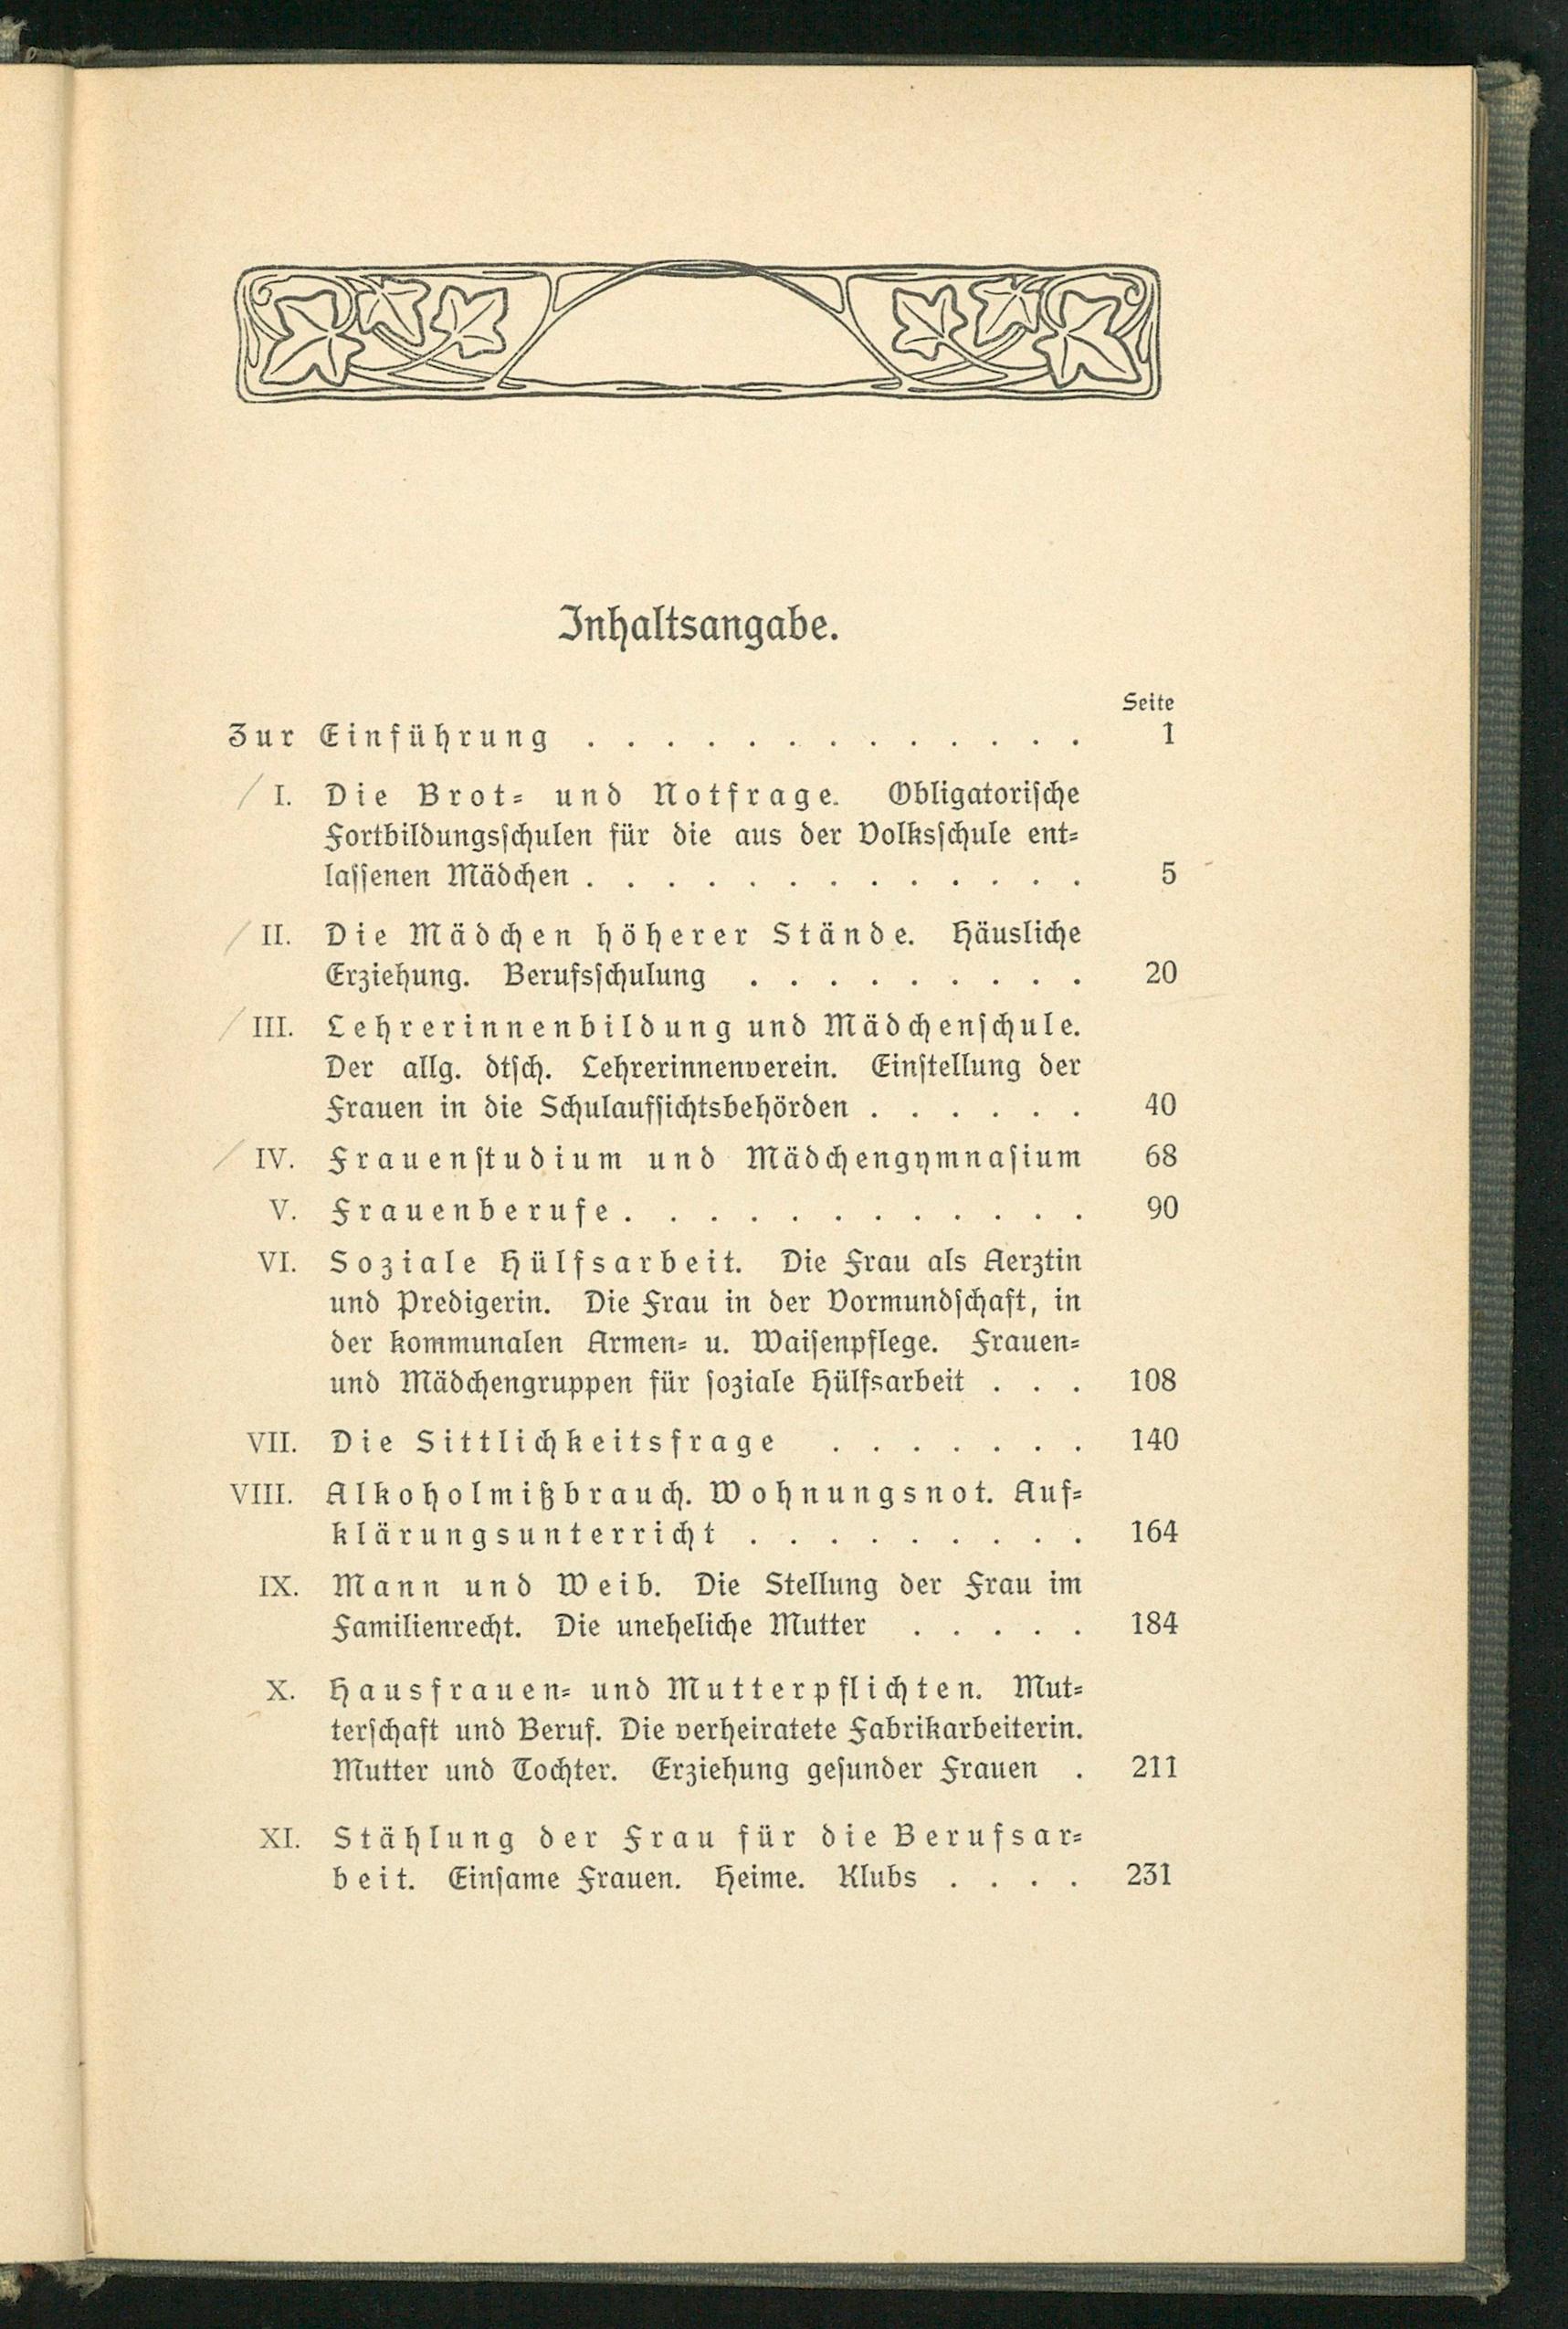 Inhaltsangabe.
Seite
Zur Einführung . . . . . . . . . . . . . 1
I. Die Brot- und Notfrage. Obligatorische
Fortbildungsschulen für die aus der Volksschule ent-
lassenen Mädchen . . . . . . . . . . . . . 5
II. Die Mädchen höherer Stände. Häusliche
Erziehung. Berufsschulung . . . . . . . . . 20
III. Lehrerinnenbildung und Mädchenschule.
Der allg. dtsch. Lehrerinnenverein. Einstellung der
Frauen in die Schulaufsichtsbehörden . . . . . . 40
IV. Frauenstudium und Mädchengymnasium 68
V. Frauenberufe . . . . . . . . . . . . 90
VI. Soziale Hülfsarbeit. Die Frau als Aerztin
und Predigerin. Die Frau in der Vormundschaft, in
der kommunalen Armen- u. Waisenpflege. Frauen-
und Mädchengruppen für soziale Hülfsarbeit . . . 108
VII. Die Sittlichkeitsfrage . . . . . . . 140
VIII. Alkoholmißbrauch. Wohnungsnot. Auf-
klärungsunterricht . . . . . . . . . 164
IX. Mann und Weib. Die Stellung der Frau im
Familienrecht. Die uneheliche Mutter . . . . . 184
X. Hausfrauen- und Mutterpflichten. Mut-
terschaft und Beruf. Die verheiratete Fabrikarbeiterin.
Mutter und Tochter. Erziehung gesunder Frauen . 211
XI. Stählung der Frau für die Berufsar-
beit. Einsame Frauen. Heime. Klubs . . . . 231